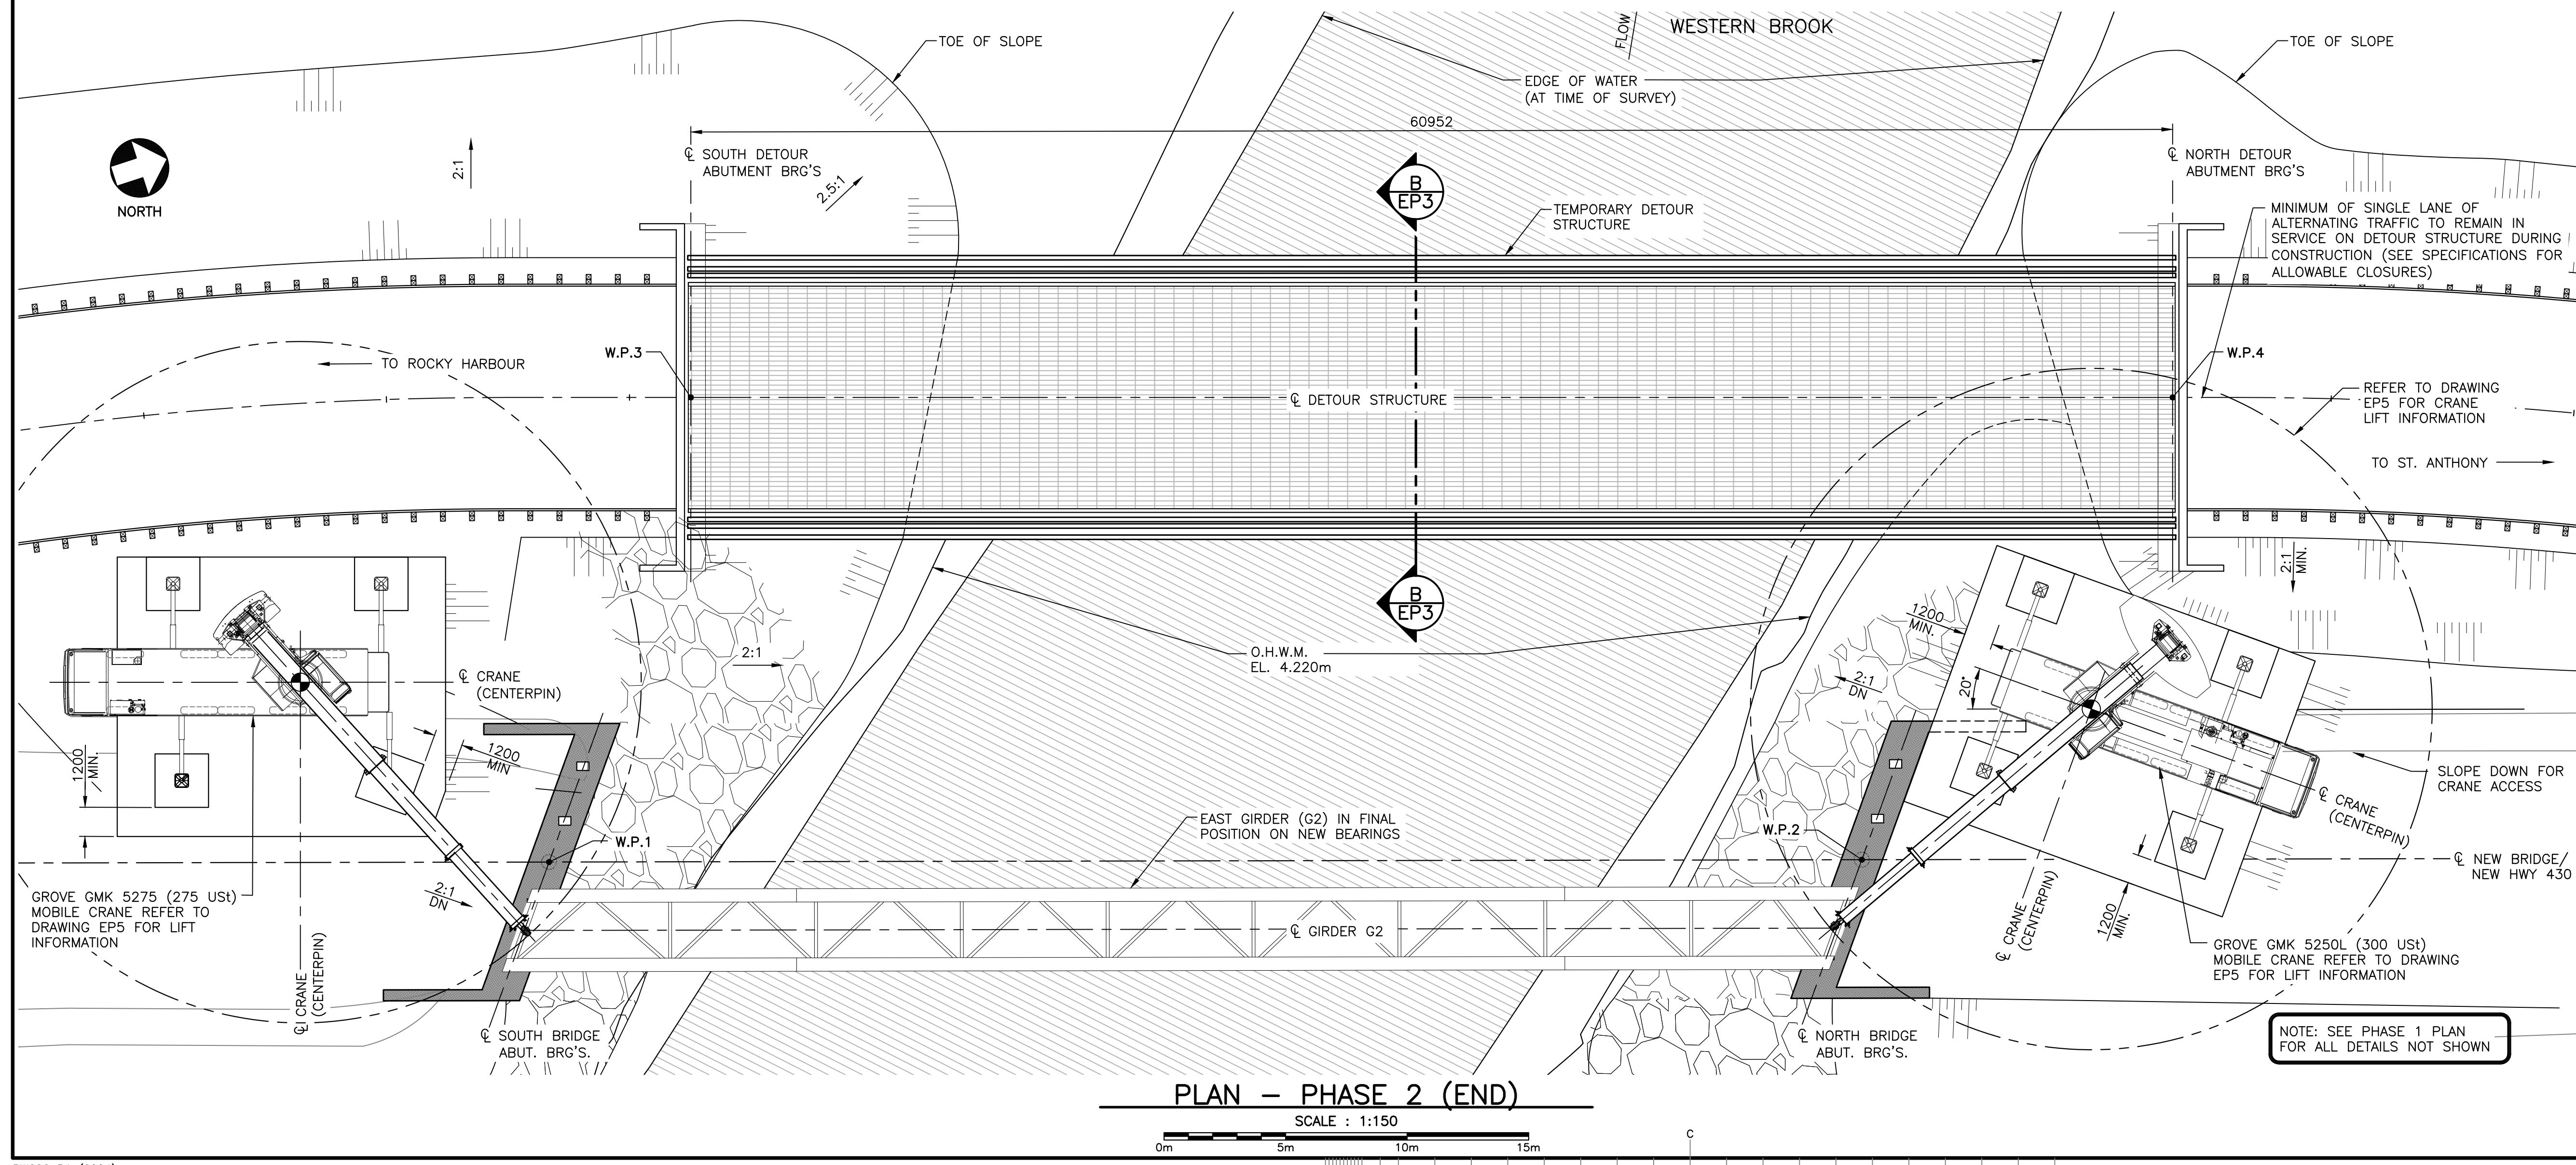 WESTERN BROOK
FLOW
TOE OF SLOPE
TOE OF SLOPE
EDGE OF WATER
(AT TIME OF SURVEY)
60952
℄ SOUTH DETOUR
ABUTMENT BRG'S
℄ NORTH DETOUR
ABUTMENT BRG'S
2:1
2.5:1
NORTH
B
EP3
TEMPORARY DETOUR
STRUCTURE
MINIMUM OF SINGLE LANE OF
ALTERNATING TRAFFIC TO REMAIN IN
SERVICE ON DETOUR STRUCTURE DURING
CONSTRUCTION (SEE SPECIFICATIONS FOR
ALLOWABLE CLOSURES)
W.P.3
W.P.4
TO ROCKY HARBOUR
℄ DETOUR STRUCTURE
REFER TO DRAWING
EP5 FOR CRANE
LIFT INFORMATION
TO ST. ANTHONY
2:1
MIN.
B
EP3
1200
MIN.
O.H.W.M.
EL. 4.220m
2:1
℄ CRANE
(CENTERPIN)
2:1
DN
20°
1200
MIN.
1200
MIN
SLOPE DOWN FOR
CRANE ACCESS
℄ CRANE
(CENTERPIN)
EAST GIRDER (G2) IN FINAL
POSITION ON NEW BEARINGS
W.P.1
W.P.2
℄ NEW BRIDGE/
NEW HWY 430
2:1
DN
GROVE GMK 5275 (275 USt)
MOBILE CRANE REFER TO
DRAWING EP5 FOR LIFT
INFORMATION
℄ CRANE
(CENTERPIN)
℄ GIRDER G2
℄ CRANE
(CENTERPIN)
1200
MIN.
GROVE GMK 5250L (300 USt)
MOBILE CRANE REFER TO DRAWING
EP5 FOR LIFT INFORMATION
℄ SOUTH BRIDGE
ABUT. BRG'S.
℄ NORTH BRIDGE
ABUT. BRG'S.
NOTE: SEE PHASE 1 PLAN
FOR ALL DETAILS NOT SHOWN
PLAN – PHASE 2 (END)
SCALE : 1:150
0m 5m 10m 15m
C